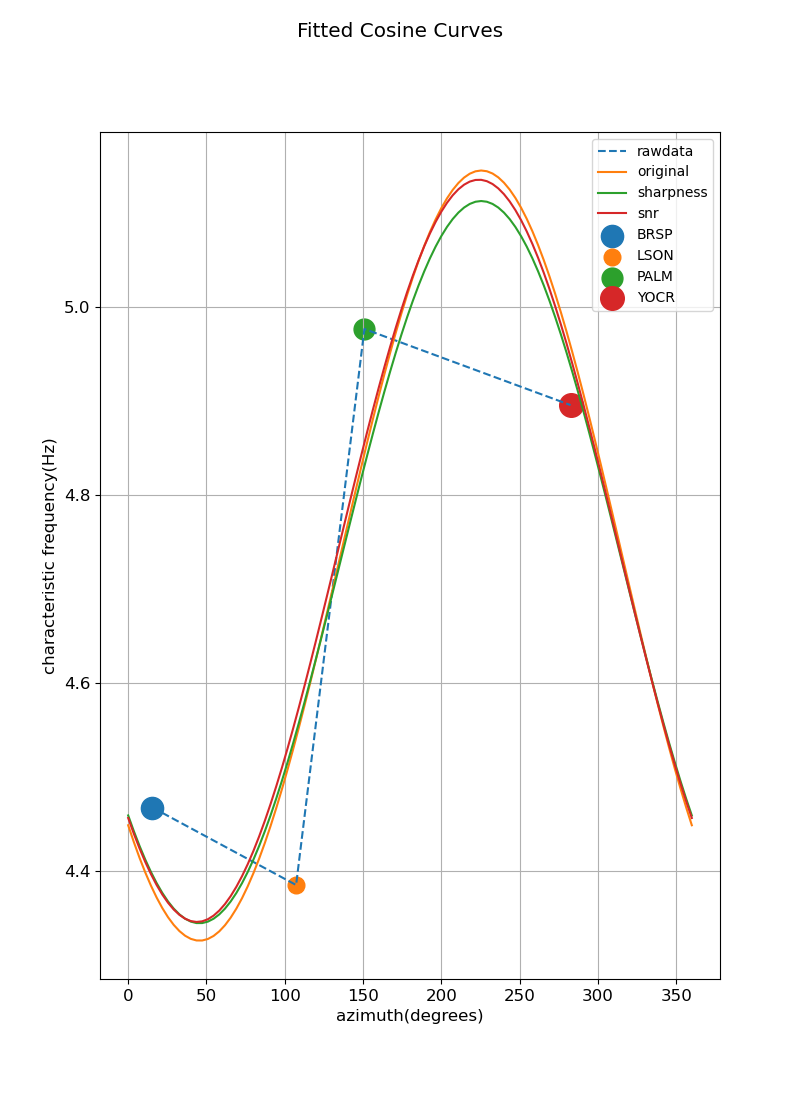 Fitted Cosine Curves
rawdata
original
sharpness
snr
BRSP
LSON
PALM
YOCR
characteristic frequency(Hz)
5.0
4.8
4.6
4.4
0 50 100 150 200 250 300 350
azimuth(degrees)